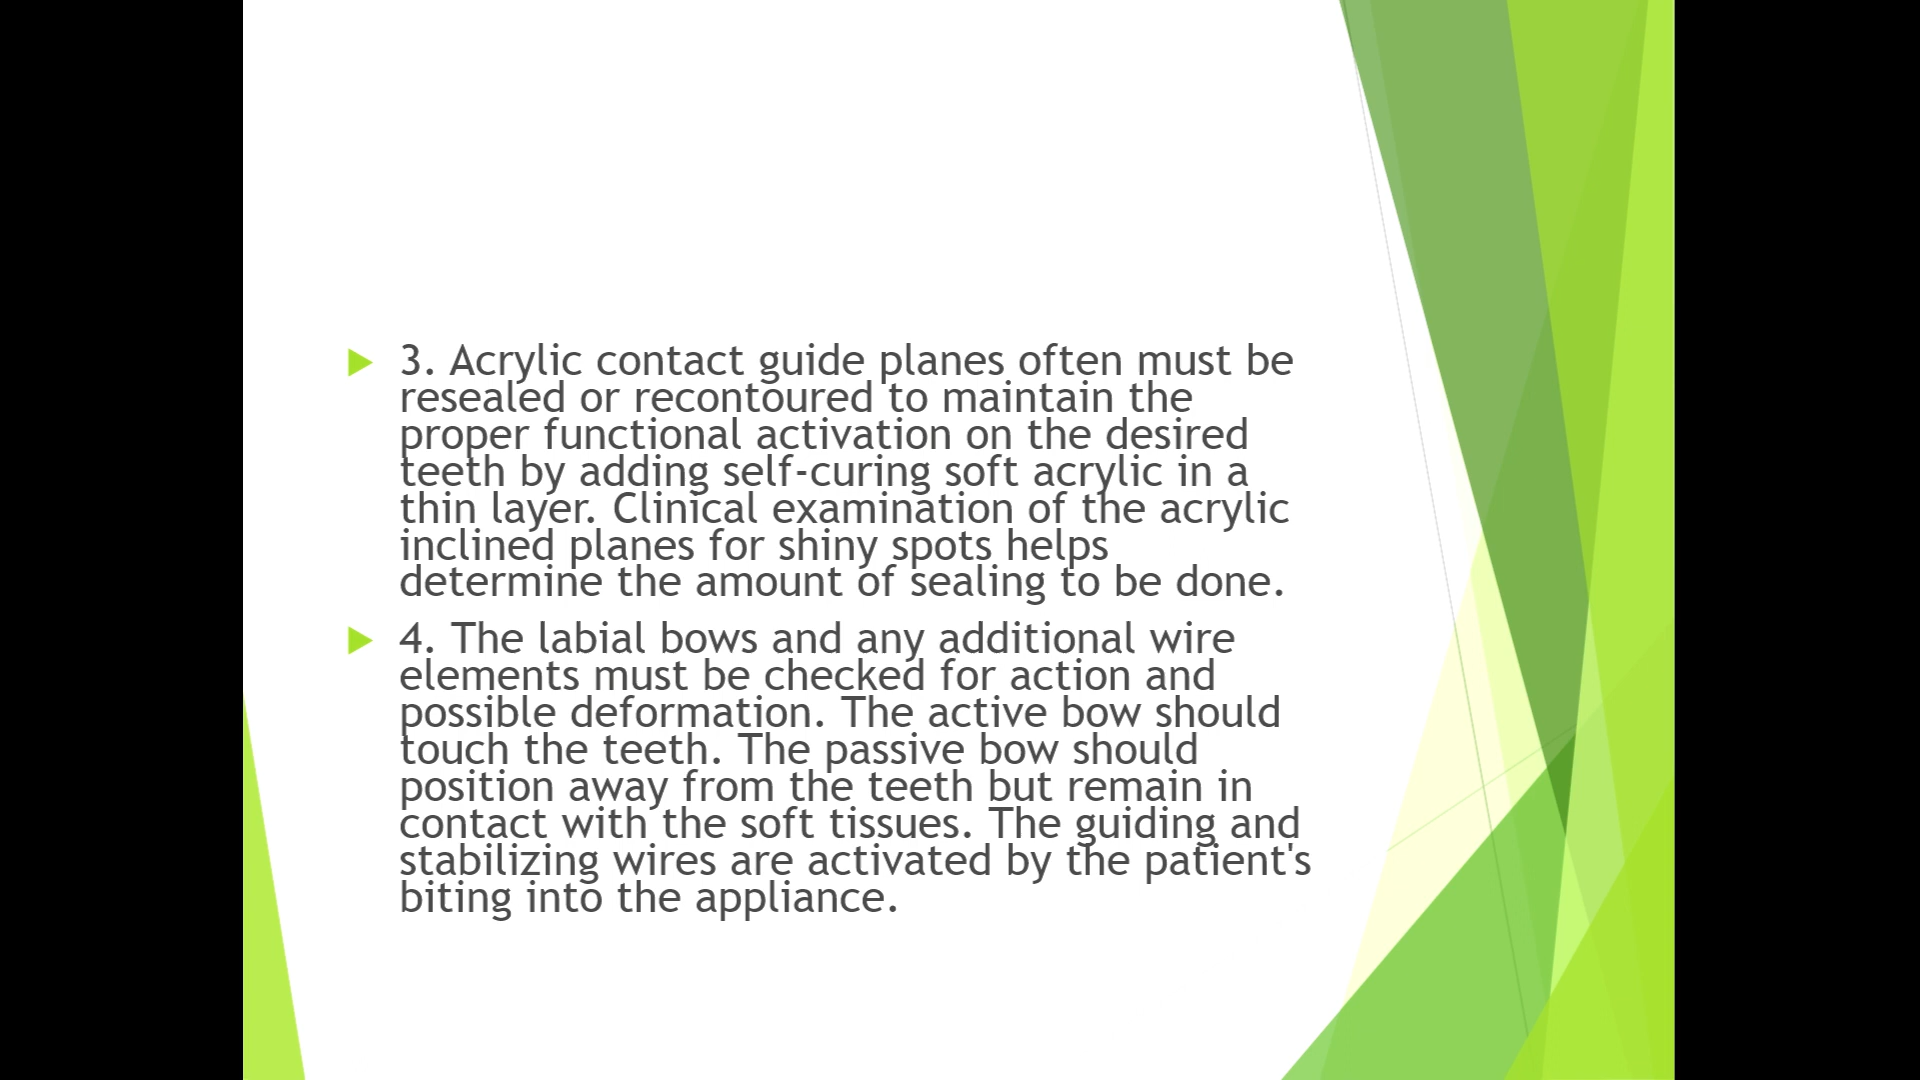 3. Acrylic contact guide planes often must be
resealed or recontoured to maintain the
proper functional activation on the desired
teeth by adding self-curing soft acrylic in a
thin layer. Clinical examination of the acrylic
inclined planes for shiny spots helps
determine the amount of sealing to be done.
4. The labial bows and any additional wire
elements must be checked for action and
possible deformation. The active bow should
touch the teeth. The passive bow should
position away from the teeth but remain in
contact with the soft tissues. The guiding and
stabilizing wires are activated by the patient's
biting into the appliance.